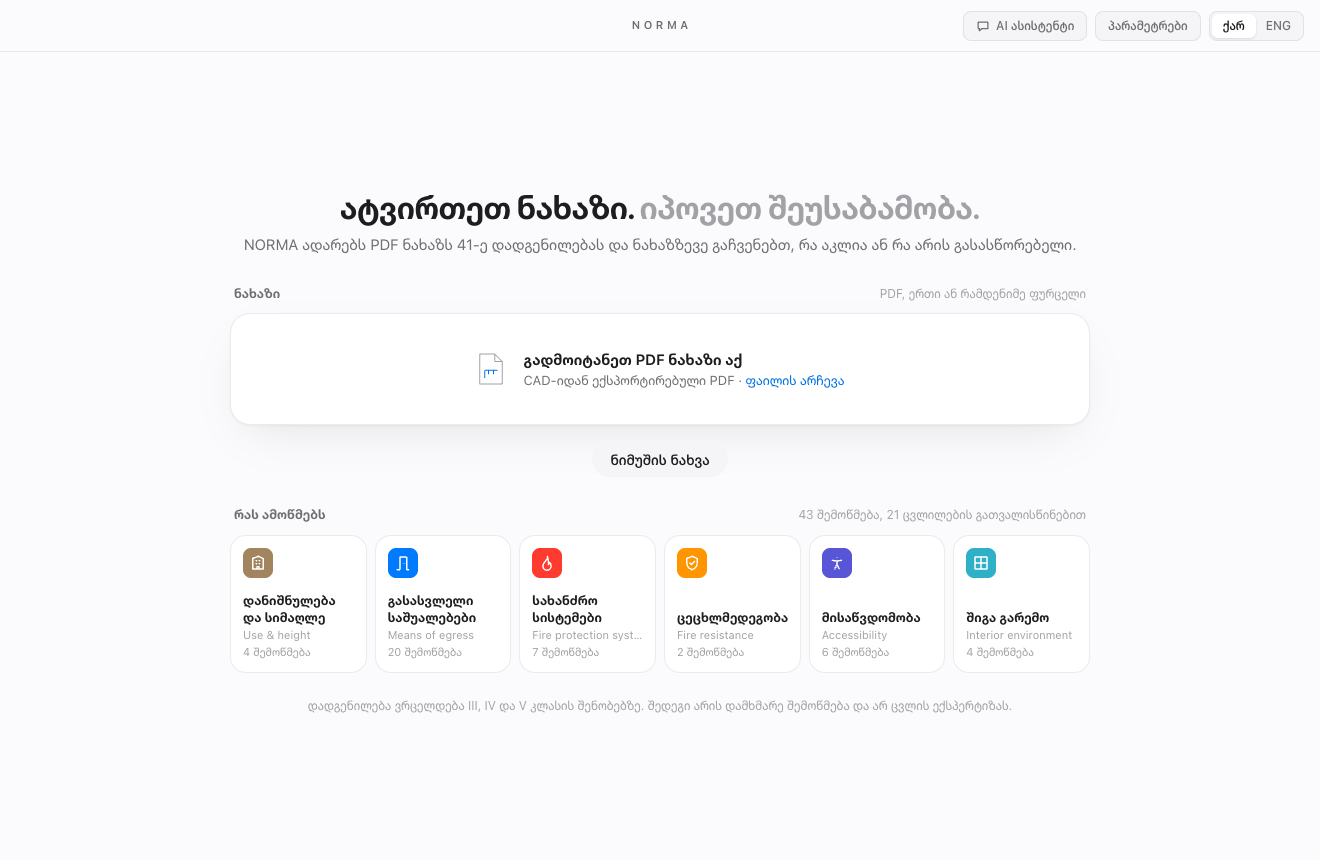 NORMA
AI ასისტენტი
პარამეტრები
ქარ
ENG
ატვირთეთ ნახაზი. იპოვეთ შეუსაბამობა.
NORMA ადარებს PDF ნახაზს 41-ე დადგენილებას და ნახაზზევე გაჩვენებთ, რა აკლია ან რა არის გასასწორებელი.
ნახაზი
PDF, ერთი ან რამდენიმე ფურცელი
გადმოიტანეთ PDF ნახაზი აქ
CAD-იდან ექსპორტირებული PDF · ფაილის არჩევა
ნიმუშის ნახვა
რას ამოწმებს
43 შემოწმება, 21 ცვლილების გათვალისწინებით
დანიშნულება
და სიმაღლე
Use & height
4 შემოწმება
გასასვლელი
საშუალებები
Means of egress
20 შემოწმება
სახანძრო
სისტემები
Fire protection syst...
7 შემოწმება
ცეცხლმედეგობა
Fire resistance
2 შემოწმება
მისაწვდომობა
Accessibility
6 შემოწმება
შიგა გარემო
Interior environment
4 შემოწმება
დადგენილება ვრცელდება III, IV და V კლასის შენობებზე. შედეგი არის დამხმარე შემოწმება და არ ცვლის ექსპერტიზას.